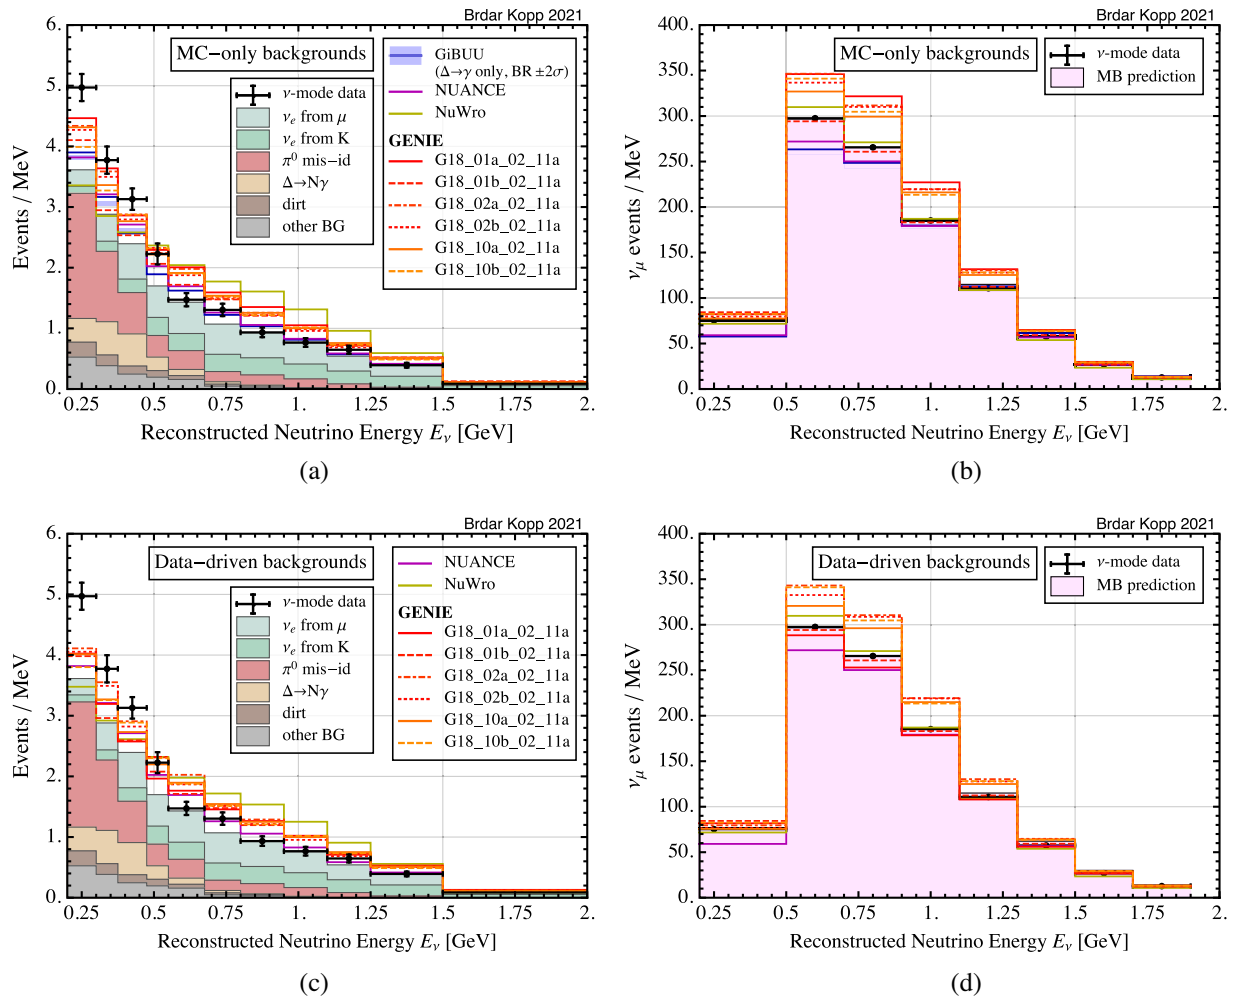 Brdar Kopp 2021
MC−only backgrounds
ν−mode data
νe from μ
νe from K
π0 mis−id
Δ→Nγ
dirt
other BG
GiBUU
(Δ→γ only, BR ±2σ)
NUANCE
NuWro
GENIE
G18_01a_02_11a
G18_01b_02_11a
G18_02a_02_11a
G18_02b_02_11a
G18_10a_02_11a
G18_10b_02_11a
Events / MeV
6.
5.
4.
3.
2.
1.
0.
0.25 0.5 0.75 1. 1.25 1.5 1.75 2.
Reconstructed Neutrino Energy Eν [GeV]
(a)
Brdar Kopp 2021
MC−only backgrounds
ν−mode data
MB prediction
νμ events / MeV
400.
350.
300.
250.
200.
150.
100.
50.
0.
0.25 0.5 0.75 1. 1.25 1.5 1.75 2.
Reconstructed Neutrino Energy Eν [GeV]
(b)
Brdar Kopp 2021
Data−driven backgrounds
ν−mode data
νe from μ
νe from K
π0 mis−id
Δ→Nγ
dirt
other BG
NUANCE
NuWro
GENIE
G18_01a_02_11a
G18_01b_02_11a
G18_02a_02_11a
G18_02b_02_11a
G18_10a_02_11a
G18_10b_02_11a
Events / MeV
6.
5.
4.
3.
2.
1.
0.
0.25 0.5 0.75 1. 1.25 1.5 1.75 2.
Reconstructed Neutrino Energy Eν [GeV]
(c)
Brdar Kopp 2021
Data−driven backgrounds
ν−mode data
MB prediction
νμ events / MeV
400.
350.
300.
250.
200.
150.
100.
50.
0.
0.25 0.5 0.75 1. 1.25 1.5 1.75 2.
Reconstructed Neutrino Energy Eν [GeV]
(d)